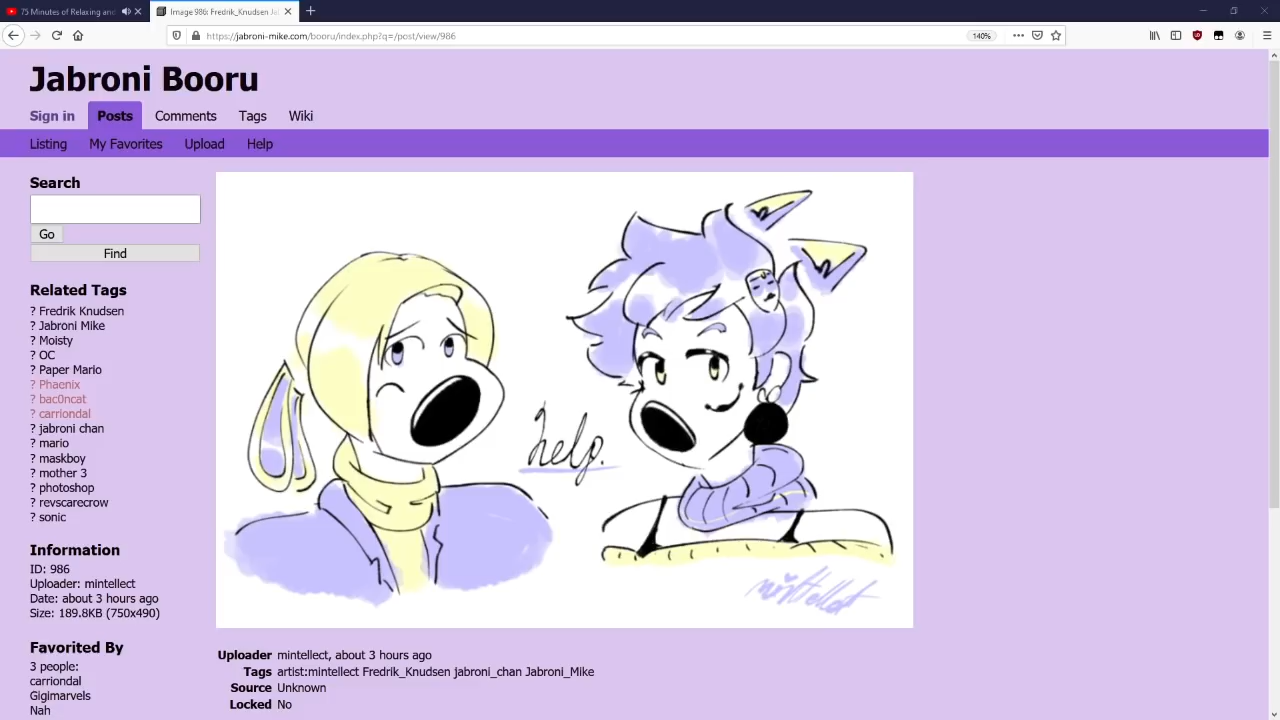 75 Minutes of Relaxing and
Image 986: Fredrik_Knudsen Ja
https://jabroni-mike.com/booru/index.php?q=/post/view/986
140%
Jabroni Booru
Sign in Posts Comments Tags Wiki
Listing My Favorites Upload Help
Search
Go
Find
Related Tags
? Fredrik Knudsen
? Jabroni Mike
? Moisty
? OC
? Paper Mario
? Phaenix
? bac0ncat
? carriondal
? jabroni chan
? mario
? maskboy
? mother 3
? photoshop
? revscarecrow
? sonic
Information
ID: 986
Uploader: mintellect
Date: about 3 hours ago
Size: 189.8KB (750x490)
Favorited By
3 people:
carriondal
Gigimarvels
Nah
help.
mintellect
Uploader mintellect, about 3 hours ago
Tags artist:mintellect Fredrik_Knudsen jabroni_chan Jabroni_Mike
Source Unknown
Locked No